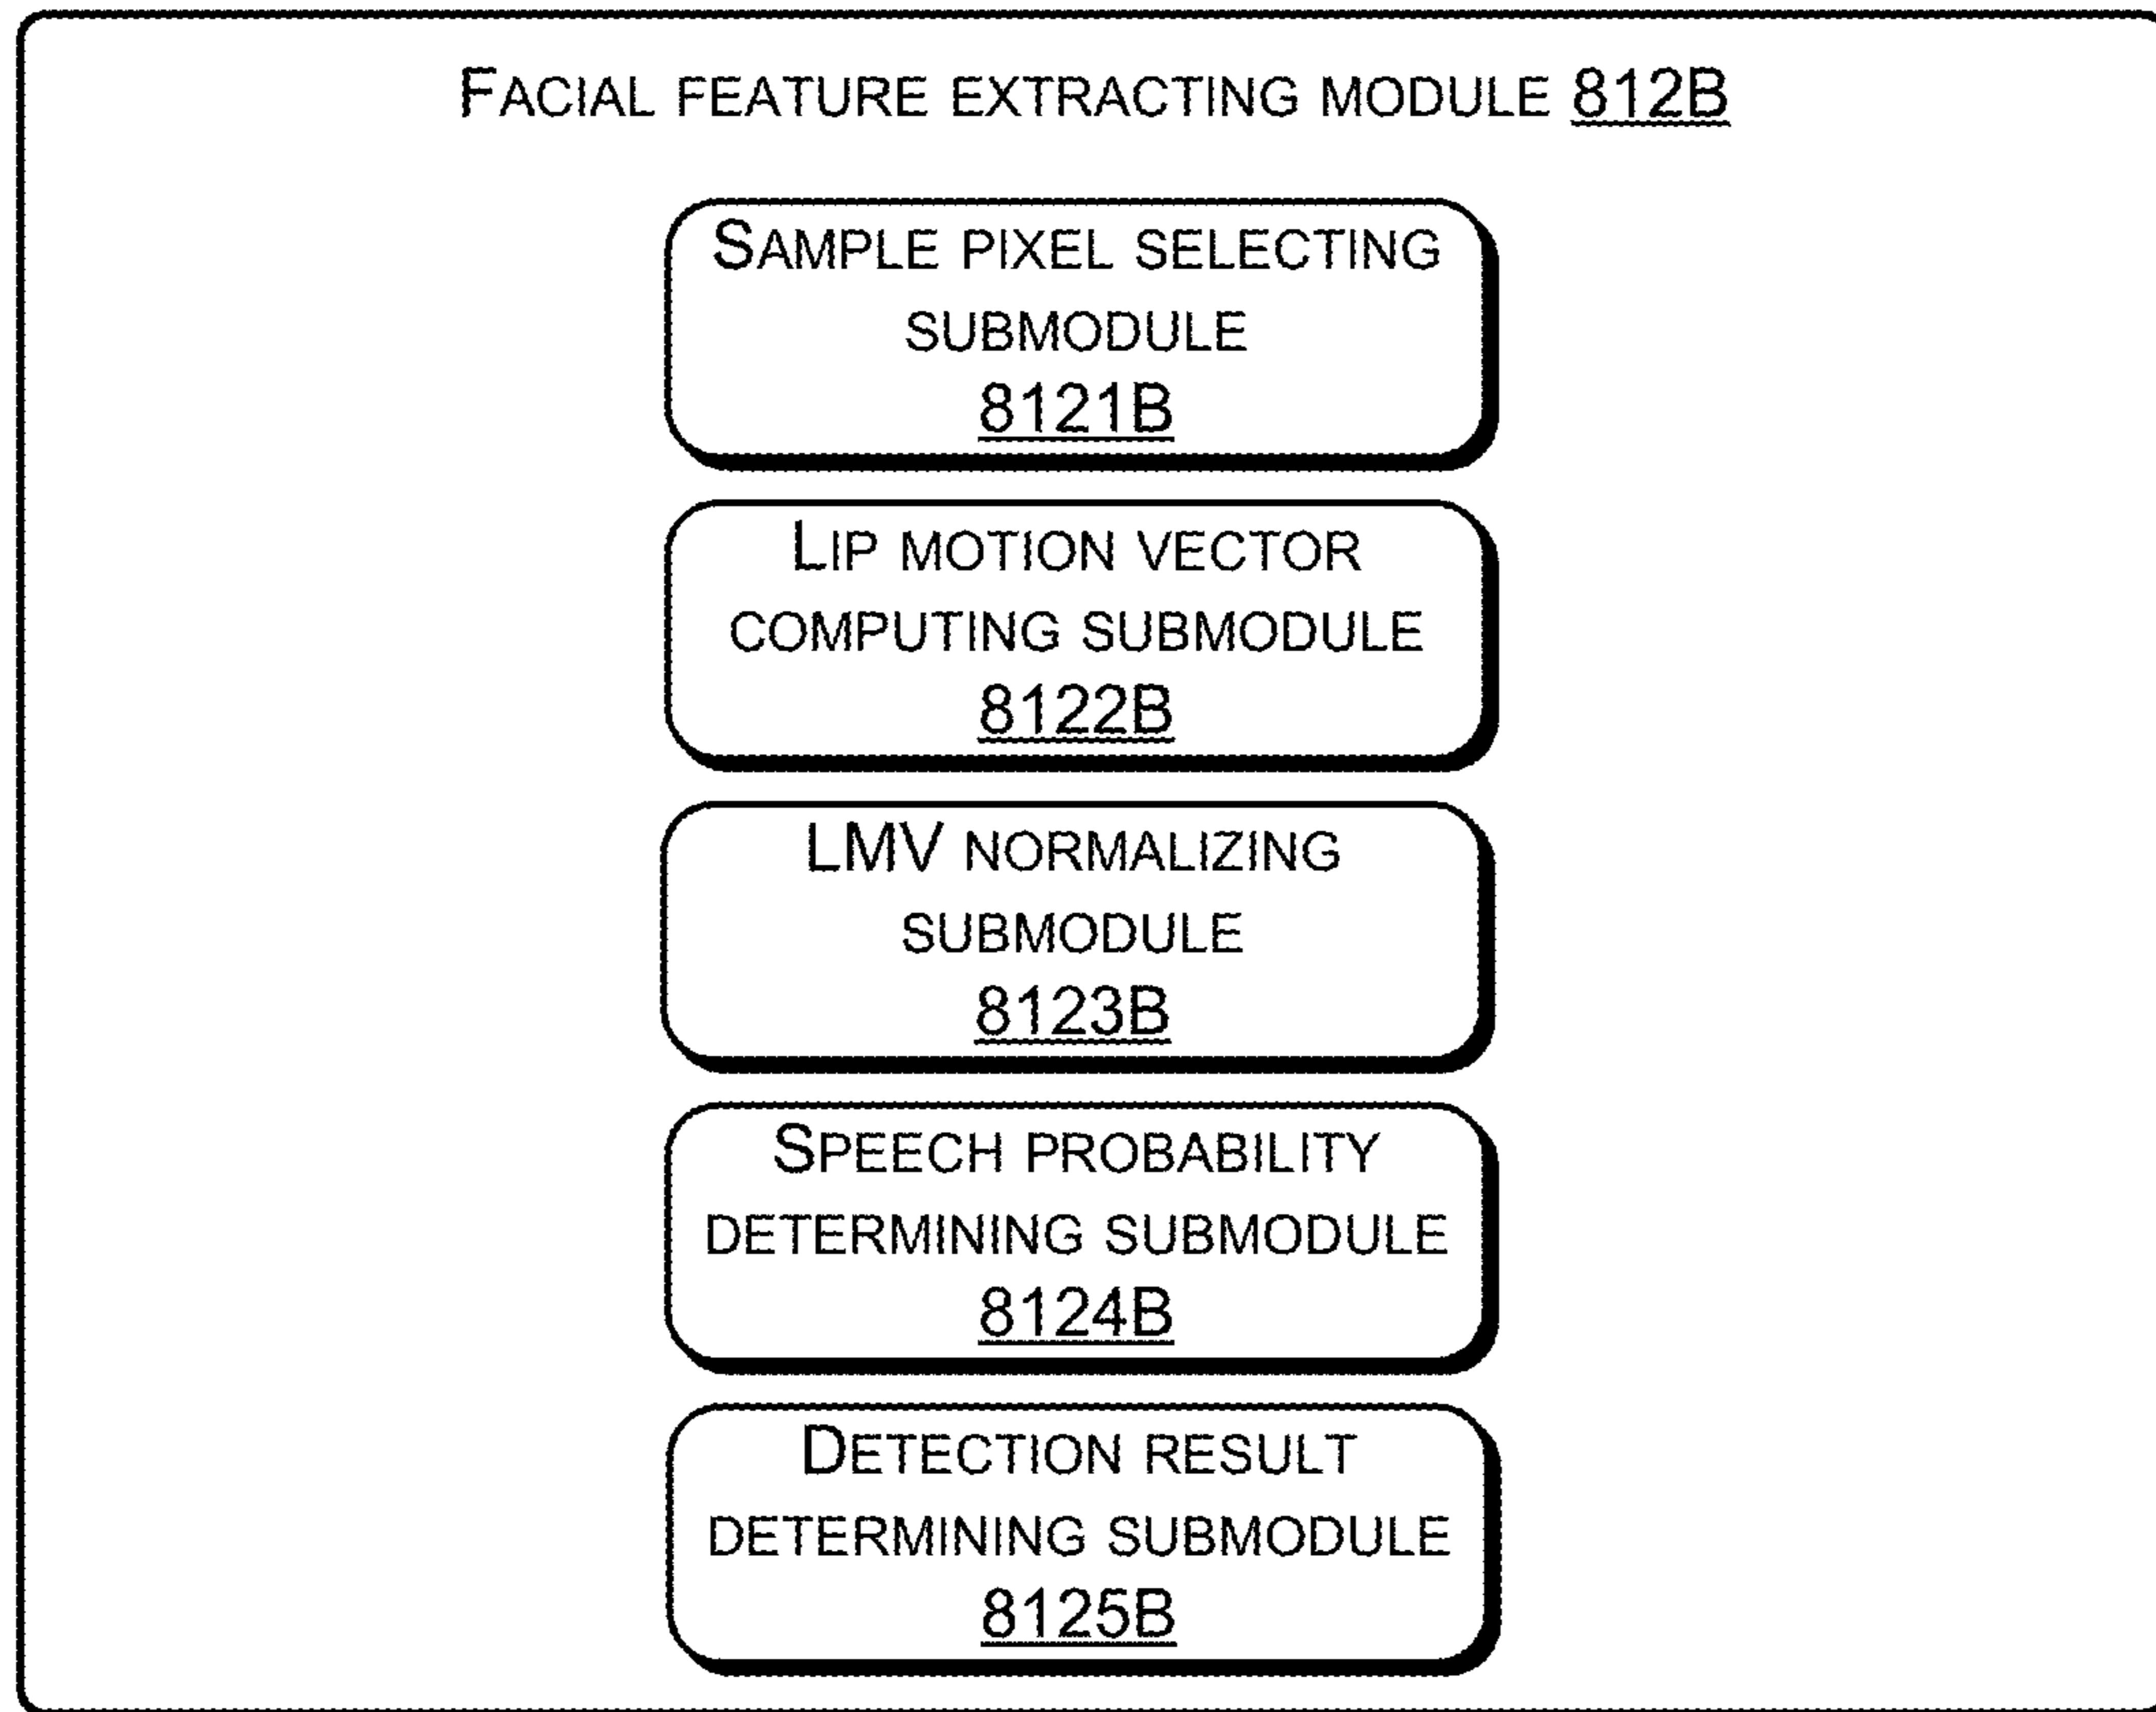 FACIAL FEATURE EXTRACTING MODULE 812B
SAMPLE PIXEL SELECTING
SUBMODULE
8121B
LIP MOTION VECTOR
COMPUTING SUBMODULE
8122B
LMV NORMALIZING
SUBMODULE
8123B
SPEECH PROBABILITY
DETERMINING SUBMODULE
8124B
DETECTION RESULT
DETERMINING SUBMODULE
8125B